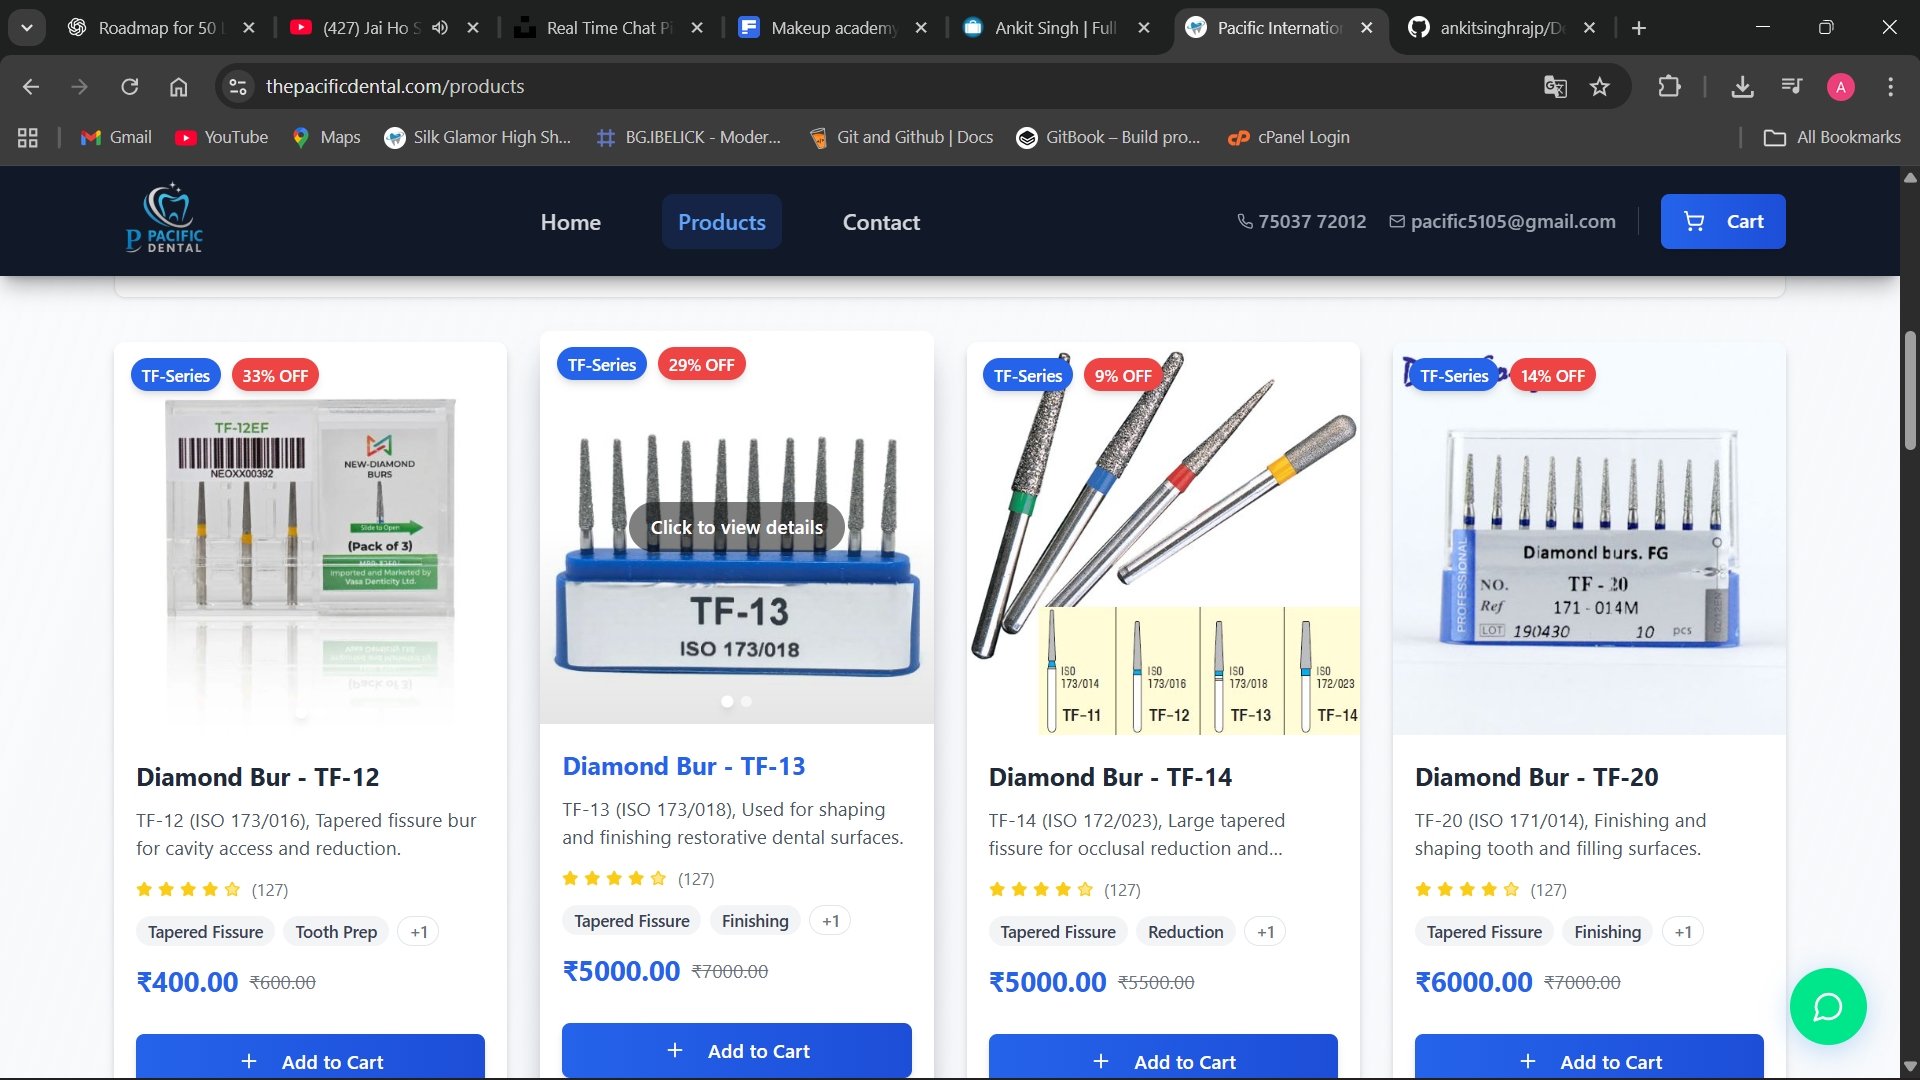 Roadmap for 50
(427) Jai Ho S
Real Time Chat Pi
Makeup academy
Ankit Singh | Full
Pacific Internatio
ankitsinghrajp/De
thepacificdental.com/products
A
Gmail
YouTube
Maps
Silk Glamor High Sh...
BG.IBELICK - Moder...
Git and Github | Docs
GitBook – Build pro...
cPanel Login
All Bookmarks
P PACIFIC
DENTAL
Home
Products
Contact
75037 72012
pacific5105@gmail.com
Cart
TF-Series
33% OFF
TF-12EF
NEOXX00392
NEW-DIAMOND
BURS
Slide to Open
(Pack of 3)
Imported and Marketed by
Vasa Denticity Ltd.
Diamond Bur - TF-12
TF-12 (ISO 173/016), Tapered fissure bur
for cavity access and reduction.
(127)
Tapered Fissure
Tooth Prep
+1
₹400.00 ₹600.00
+ Add to Cart
TF-Series
29% OFF
Click to view details
TF-13
ISO 173/018
Diamond Bur - TF-13
TF-13 (ISO 173/018), Used for shaping
and finishing restorative dental surfaces.
(127)
Tapered Fissure
Finishing
+1
₹5000.00 ₹7000.00
+ Add to Cart
TF-Series
9% OFF
ISO
173/014
TF-11
ISO
173/016
TF-12
ISO
173/018
TF-13
ISO
172/023
TF-14
Diamond Bur - TF-14
TF-14 (ISO 172/023), Large tapered
fissure for occlusal reduction and...
(127)
Tapered Fissure
Reduction
+1
₹5000.00 ₹5500.00
+ Add to Cart
TF-Series
14% OFF
PROFESSIONAL
Diamond burs. FG
NO. TF - 20
Ref 171 - 014M
LOT 190430 10 pcs
Diamond Bur - TF-20
TF-20 (ISO 171/014), Finishing and
shaping tooth and filling surfaces.
(127)
Tapered Fissure
Finishing
+1
₹6000.00 ₹7000.00
+ Add to Cart